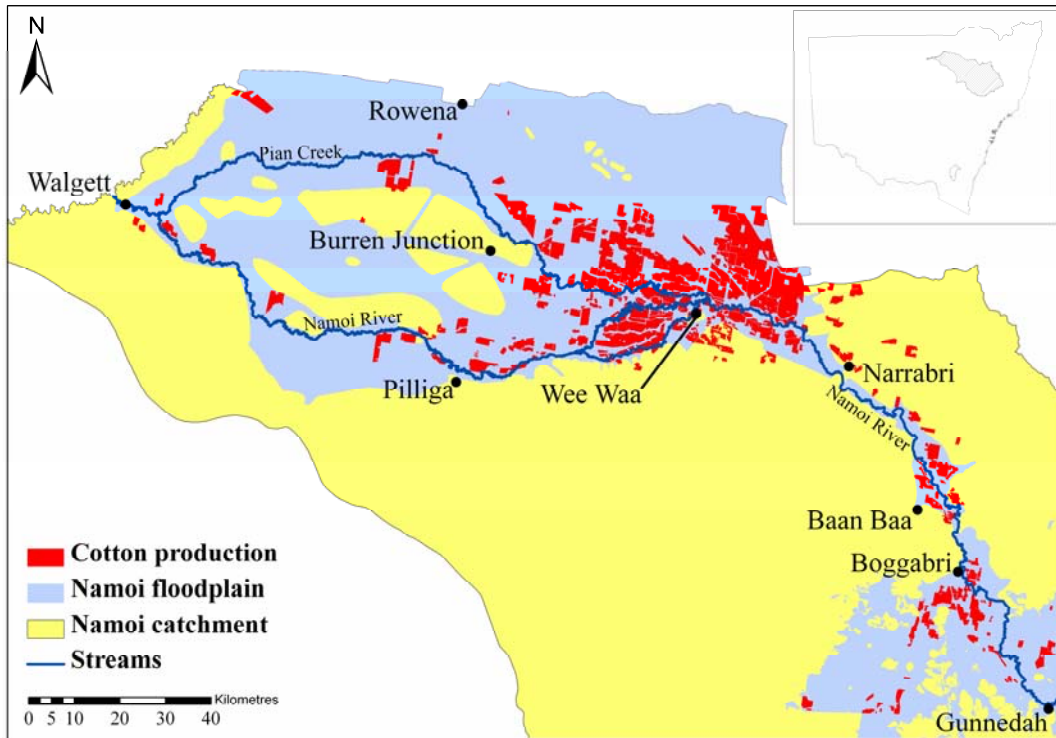 N
Rowena
Pian Creek
Walgett
Burren Junction
Namoi River
Pilliga
Wee Waa
Narrabri
Namoi River
Baan Baa
Boggabri
Gunnedah
Cotton production
Namoi floodplain
Namoi catchment
Streams
Kilometres
0 5 10 20 30 40